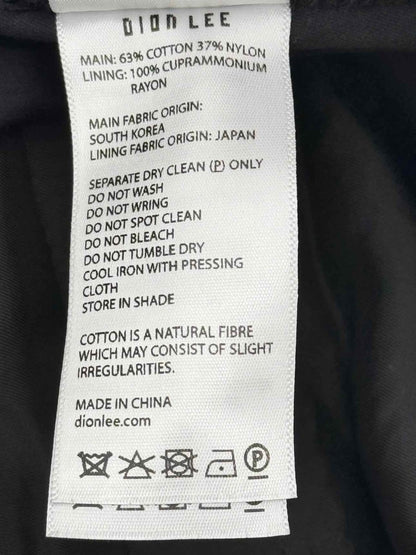 DION LEE
MAIN: 63% COTTON 37% NYLON
LINING: 100% CUPRAMMONIUM
RAYON
MAIN FABRIC ORIGIN:
SOUTH KOREA
LINING FABRIC ORIGIN: JAPAN
SEPARATE DRY CLEAN (P) ONLY
DO NOT WASH
DO NOT WRING
DO NOT SPOT CLEAN
DO NOT BLEACH
DO NOT TUMBLE DRY
COOL IRON WITH PRESSING
CLOTH
STORE IN SHADE
COTTON IS A NATURAL FIBRE
WHICH MAY CONSIST OF SLIGHT
IRREGULARITIES.
MADE IN CHINA
dionlee.com
P